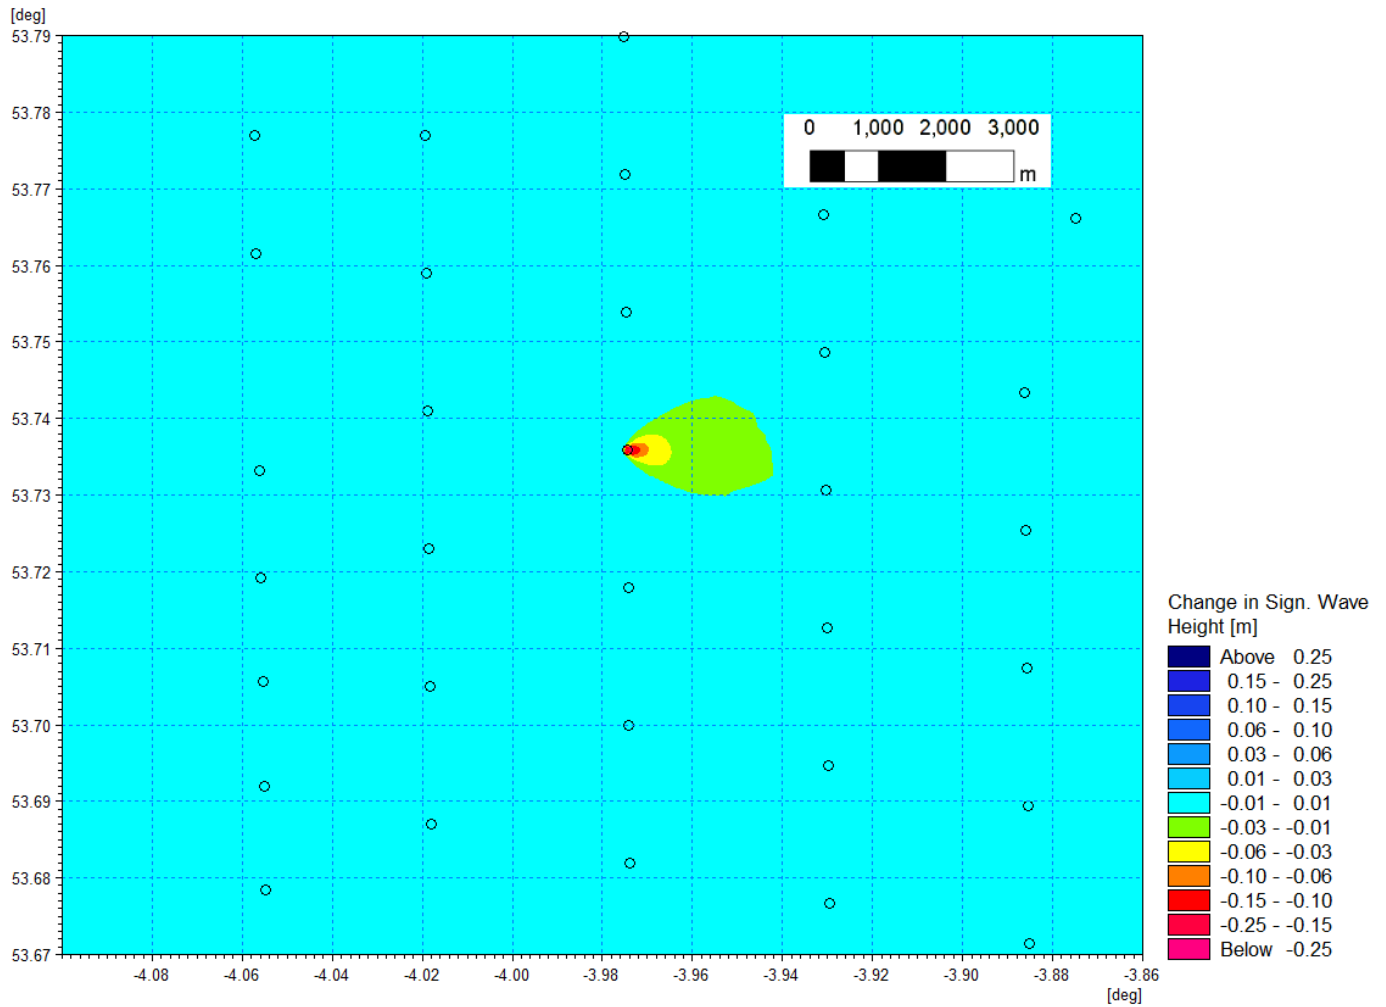 [deg]
53.79
53.78
53.77
53.76
53.75
53.74
53.73
53.72
53.71
53.70
53.69
53.68
53.67
0 1,000 2,000 3,000
m
-4.08 -4.06 -4.04 -4.02 -4.00 -3.98 -3.96 -3.94 -3.92 -3.90 -3.88 -3.86
[deg]
Change in Sign. Wave
Height [m]
Above 0.25
0.15 - 0.25
0.10 - 0.15
0.06 - 0.10
0.03 - 0.06
0.01 - 0.03
-0.01 - 0.01
-0.03 - -0.01
-0.06 - -0.03
-0.10 - -0.06
-0.15 - -0.10
-0.25 - -0.15
Below -0.25